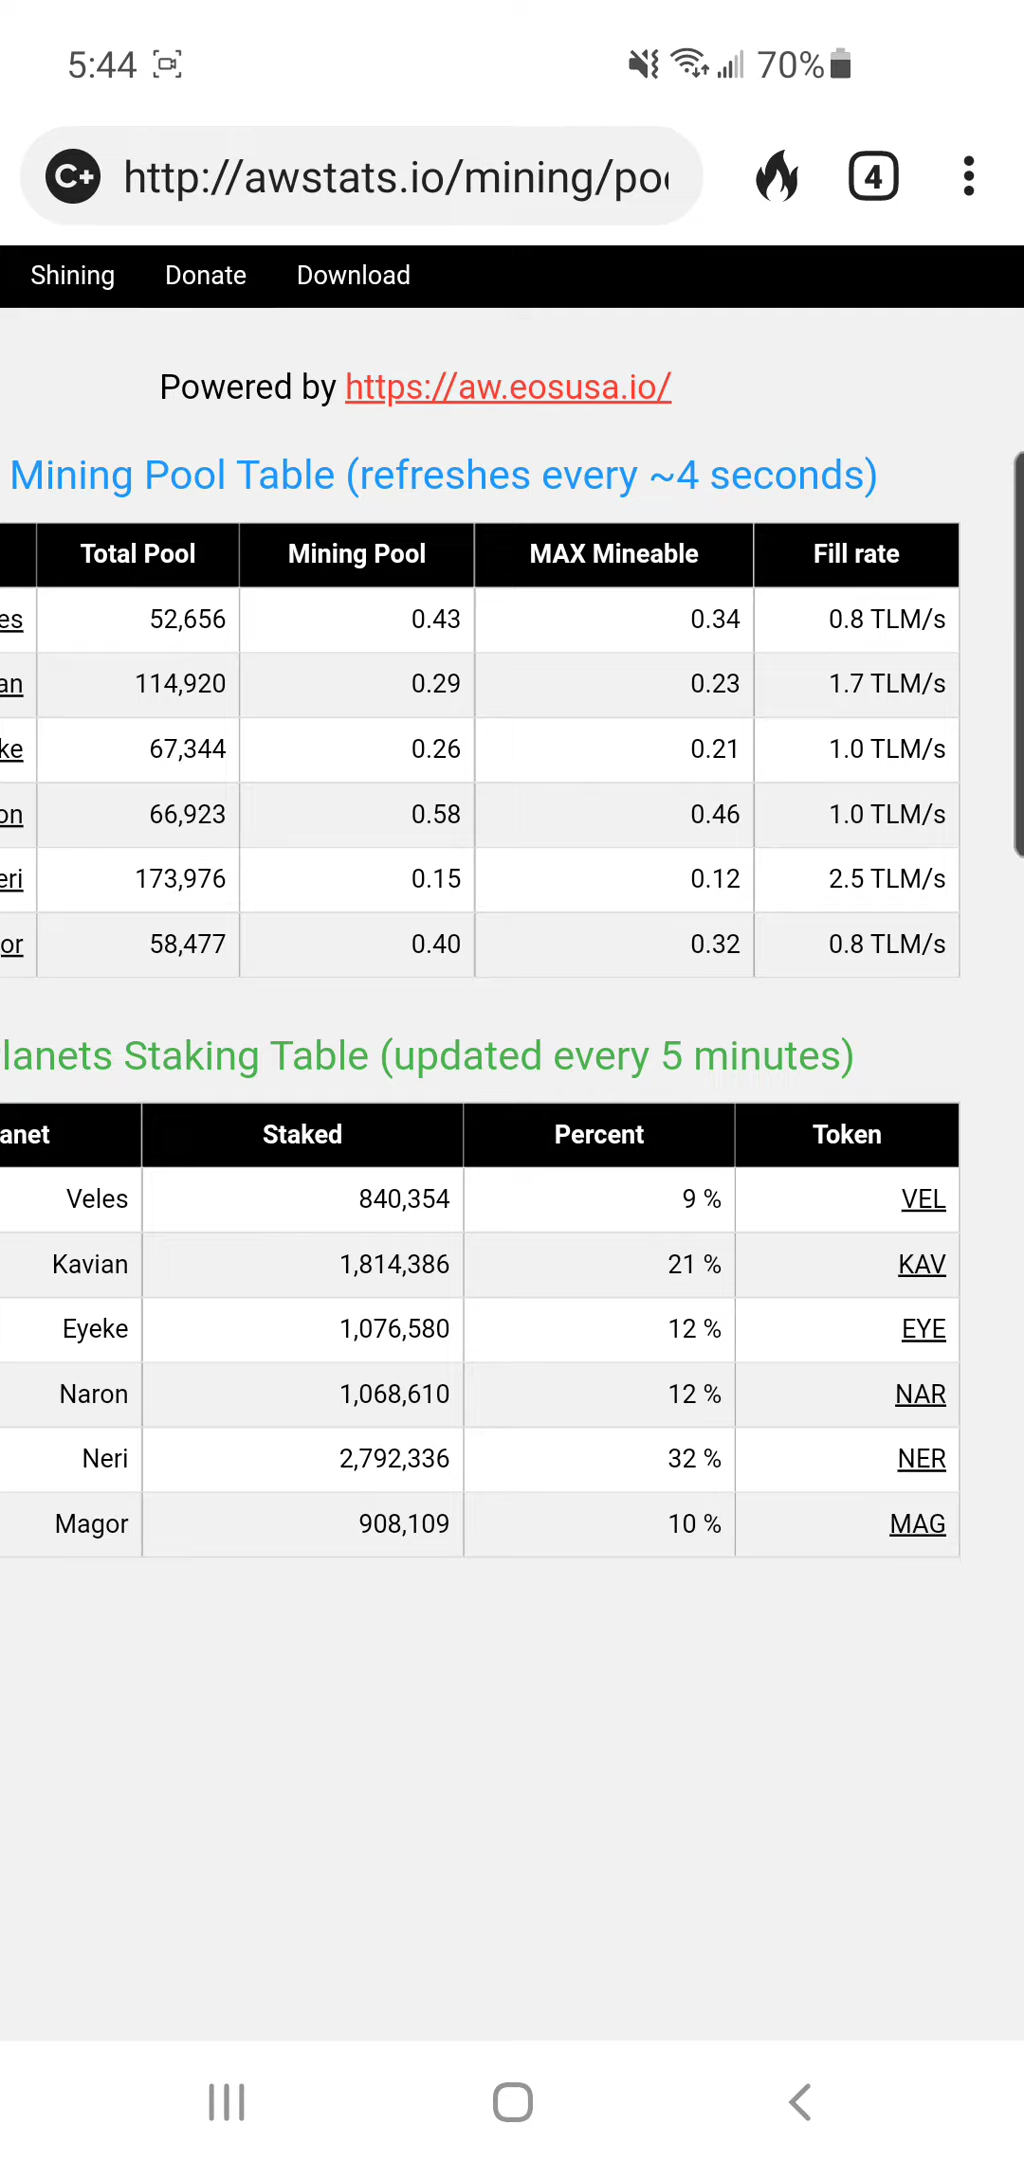 5:44 70%
C+ http://awstats.io/mining/poo 4
Shining Donate Download
Powered by https://aw.eosusa.io/
Mining Pool Table (refreshes every ~4 seconds)
Total Pool Mining Pool MAX Mineable Fill rate
es 52,656 0.43 0.34 0.8 TLM/s
an 114,920 0.29 0.23 1.7 TLM/s
ke 67,344 0.26 0.21 1.0 TLM/s
on 66,923 0.58 0.46 1.0 TLM/s
eri 173,976 0.15 0.12 2.5 TLM/s
or 58,477 0.40 0.32 0.8 TLM/s
lanets Staking Table (updated every 5 minutes)
anet Staked Percent Token
Veles 840,354 9 % VEL
Kavian 1,814,386 21 % KAV
Eyeke 1,076,580 12 % EYE
Naron 1,068,610 12 % NAR
Neri 2,792,336 32 % NER
Magor 908,109 10 % MAG